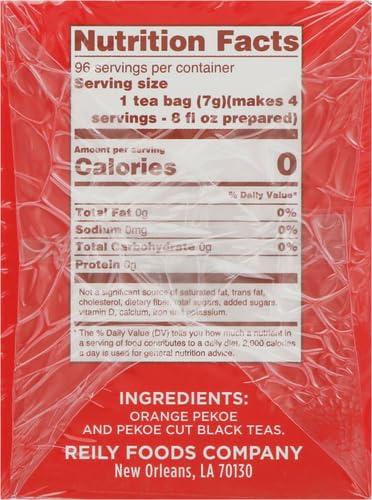 Nutrition Facts
96 servings per container
Serving size
1 tea bag (7g)(makes 4
servings - 8 fl oz prepared)
Amount per serving
Calories 0
% Daily Value*
Total Fat 0g 0%
Sodium 0mg 0%
Total Carbohydrate 0g 0%
Protein 0g
Not a significant source of saturated fat, trans fat,
cholesterol, dietary fiber, total sugars, added sugars,
vitamin D, calcium, iron and potassium.
* The % Daily Value (DV) tells you how much a nutrient in
a serving of food contributes to a daily diet. 2,000 calories
a day is used for general nutrition advice.
INGREDIENTS:
ORANGE PEKOE
AND PEKOE CUT BLACK TEAS.
REILY FOODS COMPANY
New Orleans, LA 70130